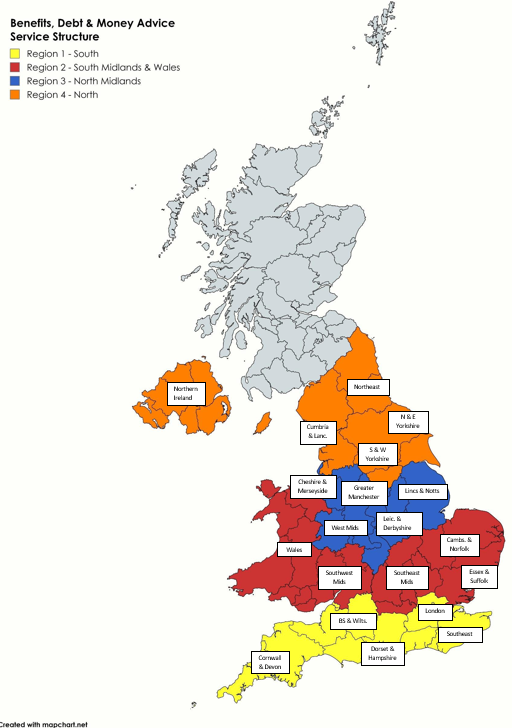 Benefits, Debt & Money Advice
Service Structure
Region 1 - South
Region 2 - South Midlands & Wales
Region 3 - North Midlands
Region 4 - North
Northern
Ireland
Northeast
N & E
Yorkshire
Cumbria
& Lanc.
S & W
Yorkshire
Cheshire &
Merseyside
Greater
Manchester
Lincs & Notts
West Mids
Leic. &
Derbyshire
Cambs. &
Norfolk
Wales
Southwest
Mids
Southeast
Mids
Essex &
Suffolk
London
BS & Wilts.
Southeast
Dorset &
Hampshire
Cornwall
& Devon
Created with mapchart.net